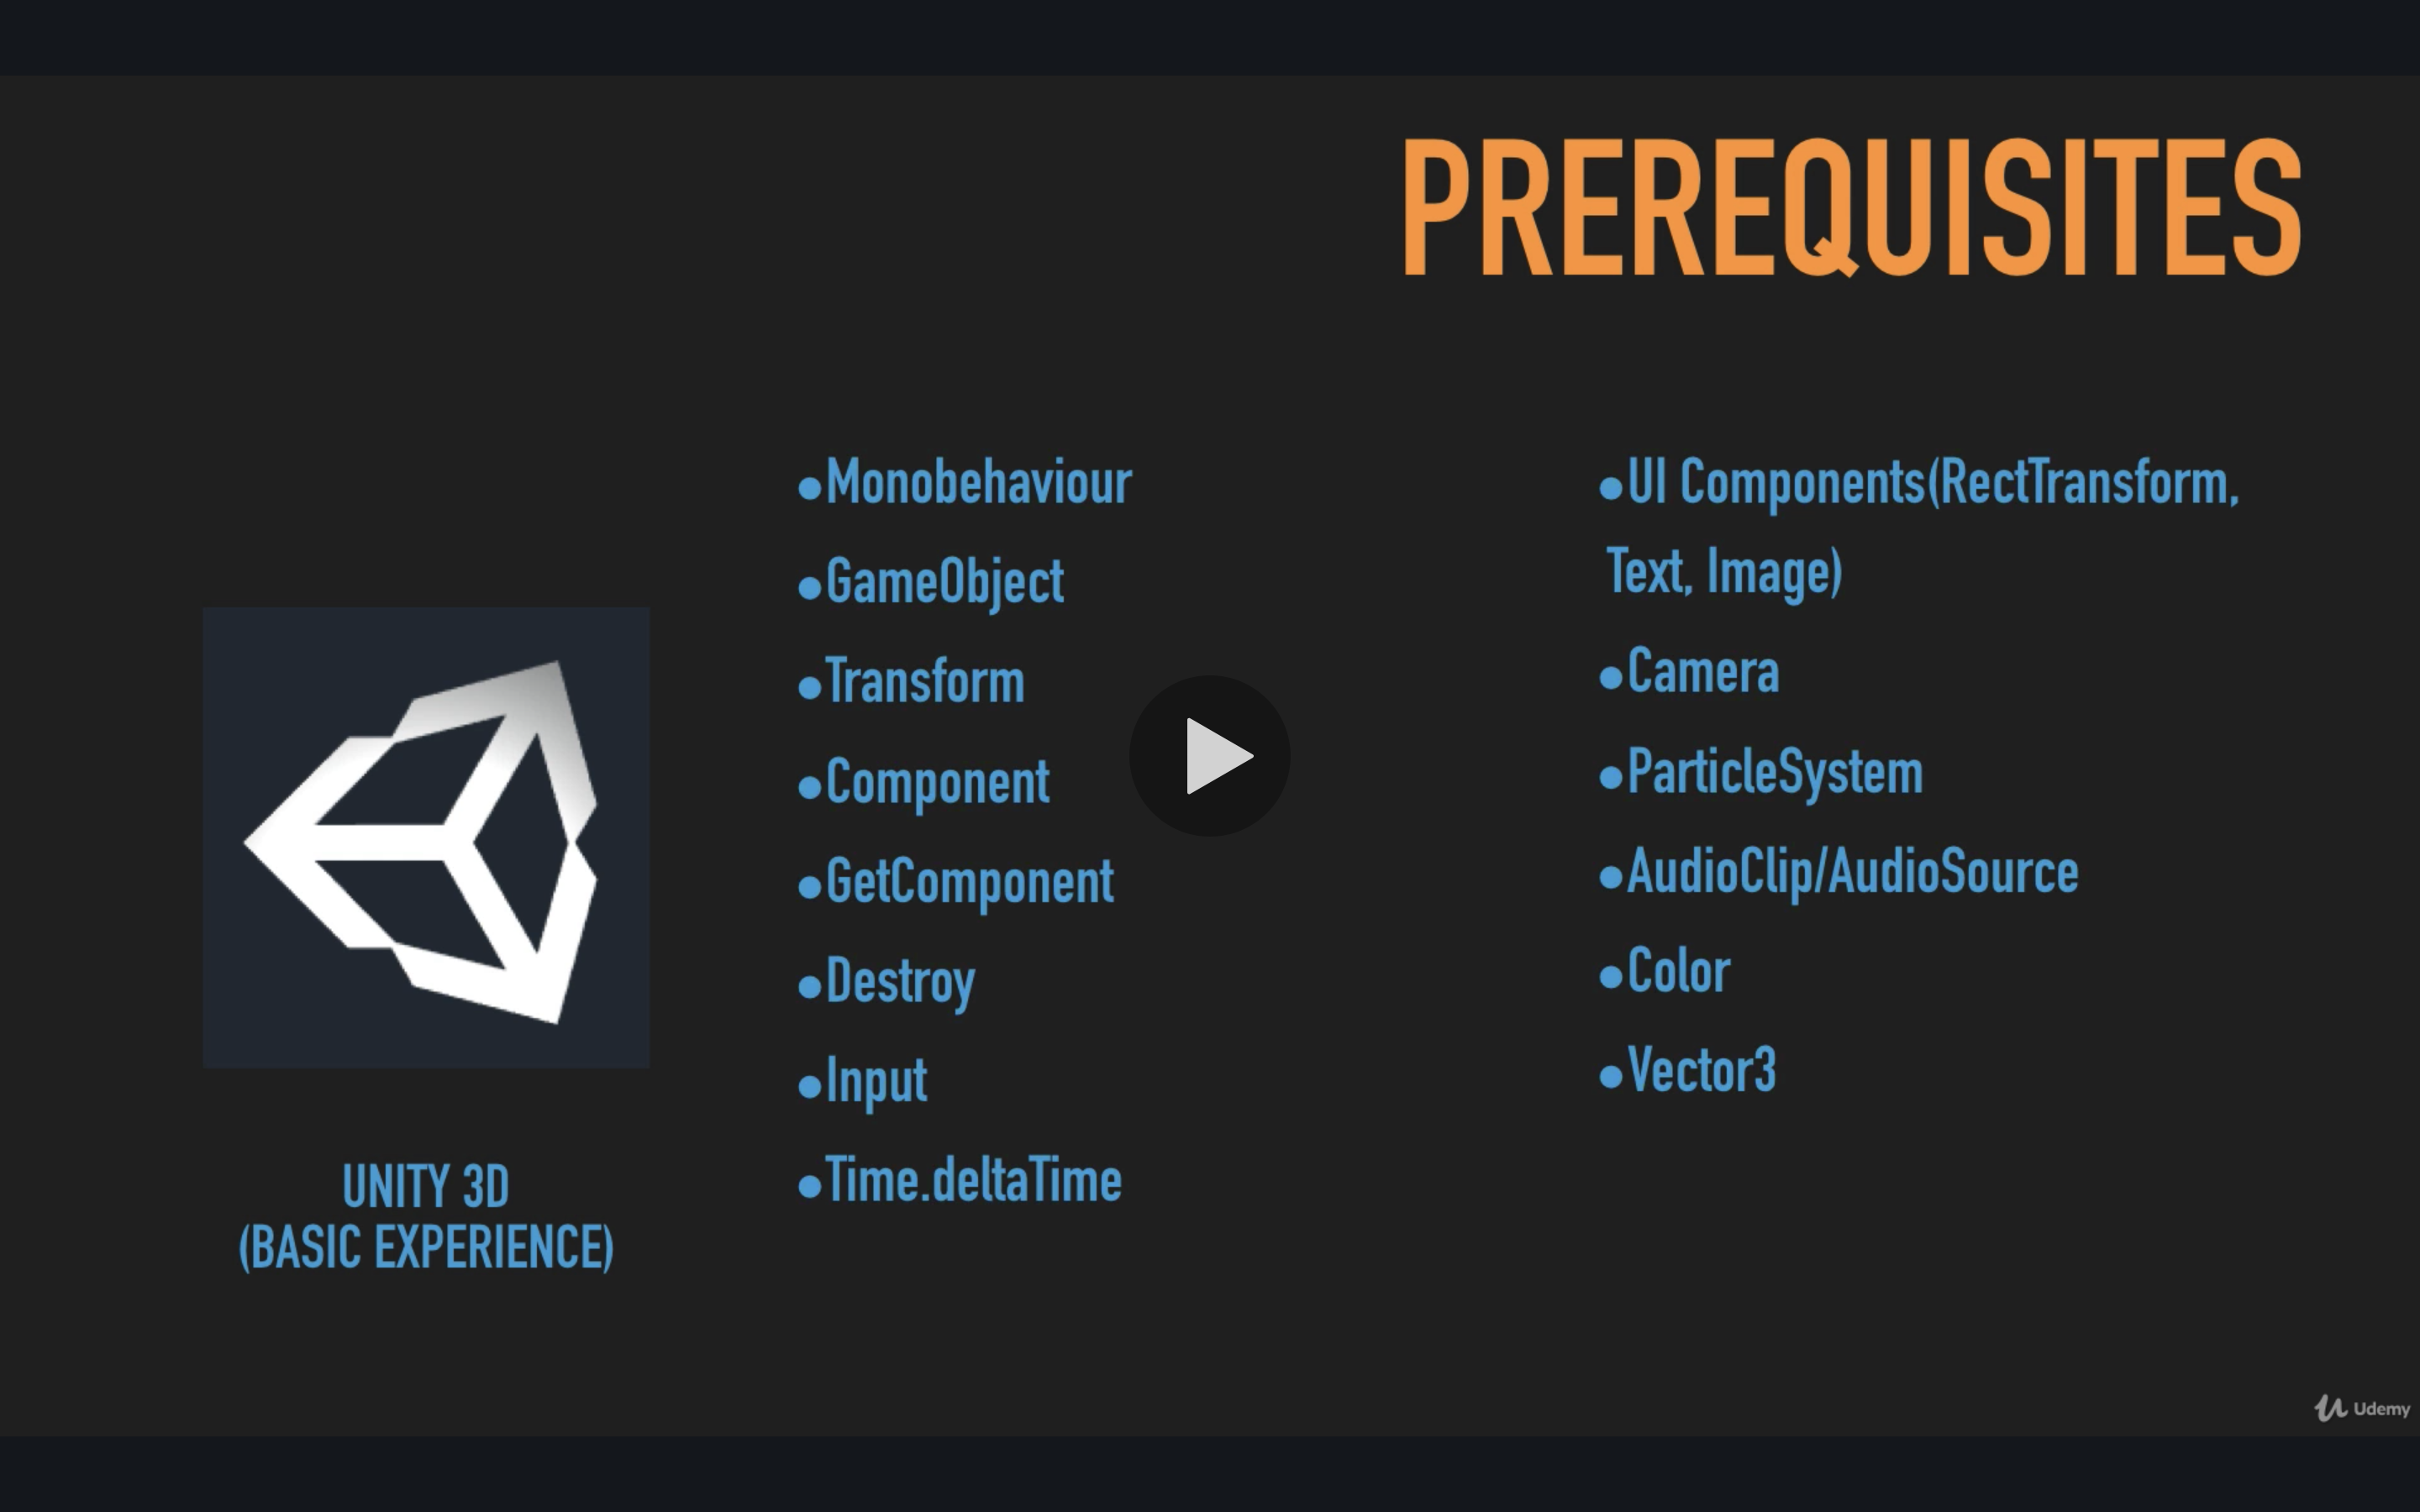 PREREQUISITES
•Monobehaviour
•GameObject
•Transform
•Component
•GetComponent
•Destroy
•Input
•Time.deltaTime
•UI Components(RectTransform,
Text, Image)
•Camera
•ParticleSystem
•AudioClip/AudioSource
•Color
•Vector3
UNITY 3D
(BASIC EXPERIENCE)
Udemy